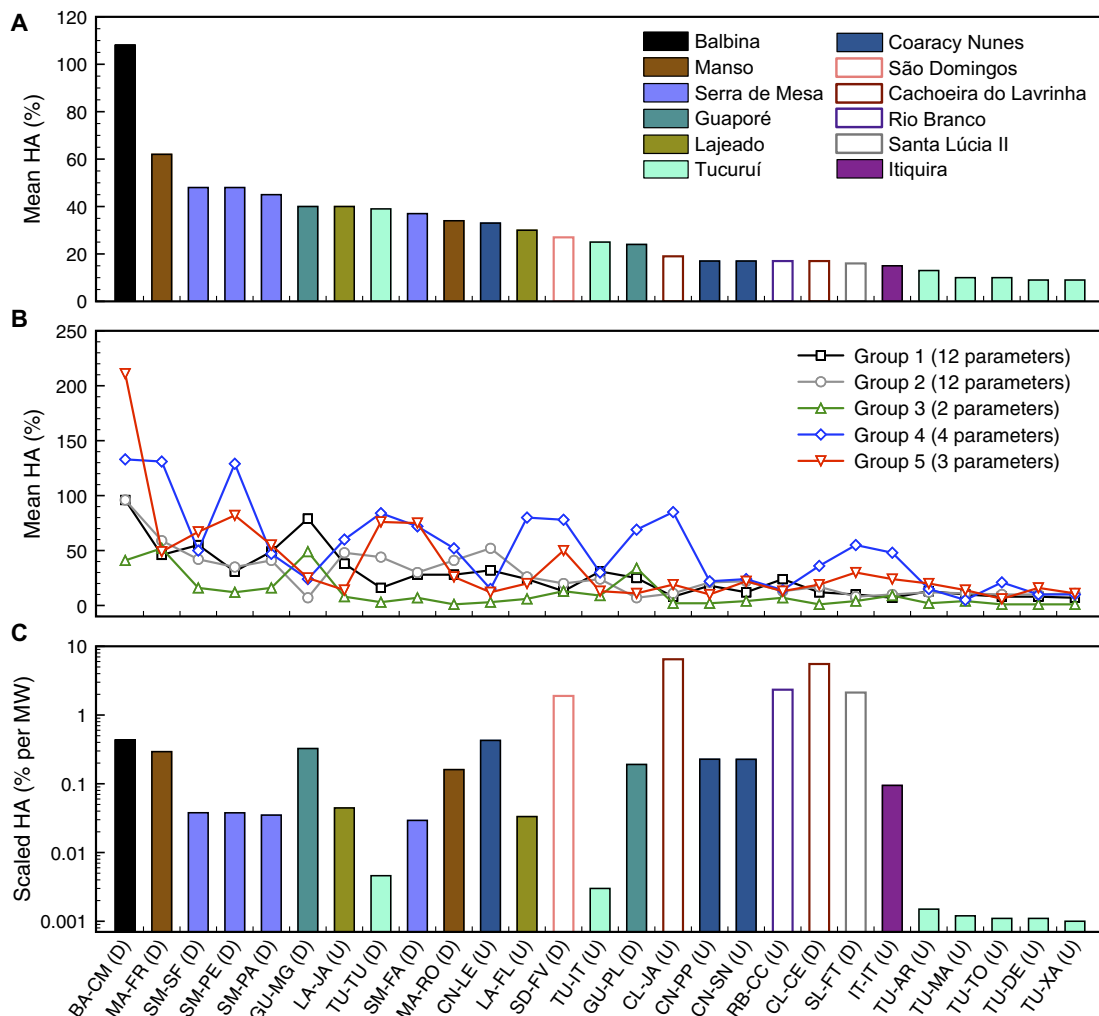 A
Mean HA (%)
120
100
80
60
40
20
0
Balbina
Manso
Serra de Mesa
Guaporé
Lajeado
Tucuruí
Coaracy Nunes
São Domingos
Cachoeira do Lavrinha
Rio Branco
Santa Lúcia II
Itiquira
B
Mean HA (%)
250
200
150
100
50
0
Group 1 (12 parameters)
Group 2 (12 parameters)
Group 3 (2 parameters)
Group 4 (4 parameters)
Group 5 (3 parameters)
C
Scaled HA (% per MW)
10
1
0.1
0.01
0.001
BA-CM (D)
MA-FR (D)
SM-SF (D)
SM-PE (D)
SM-PA (D)
GU-MG (D)
LA-JA (U)
TU-TU (D)
SM-FA (D)
MA-RO (D)
CN-LE (U)
LA-FL (U)
SD-FV (D)
TU-IT (U)
GU-PL (D)
CL-JA (U)
CN-PP (U)
CN-SN (U)
RB-CC (U)
CL-CE (D)
SL-FT (D)
IT-IT (U)
TU-AR (U)
TU-MA (U)
TU-TO (U)
TU-DE (U)
TU-XA (U)